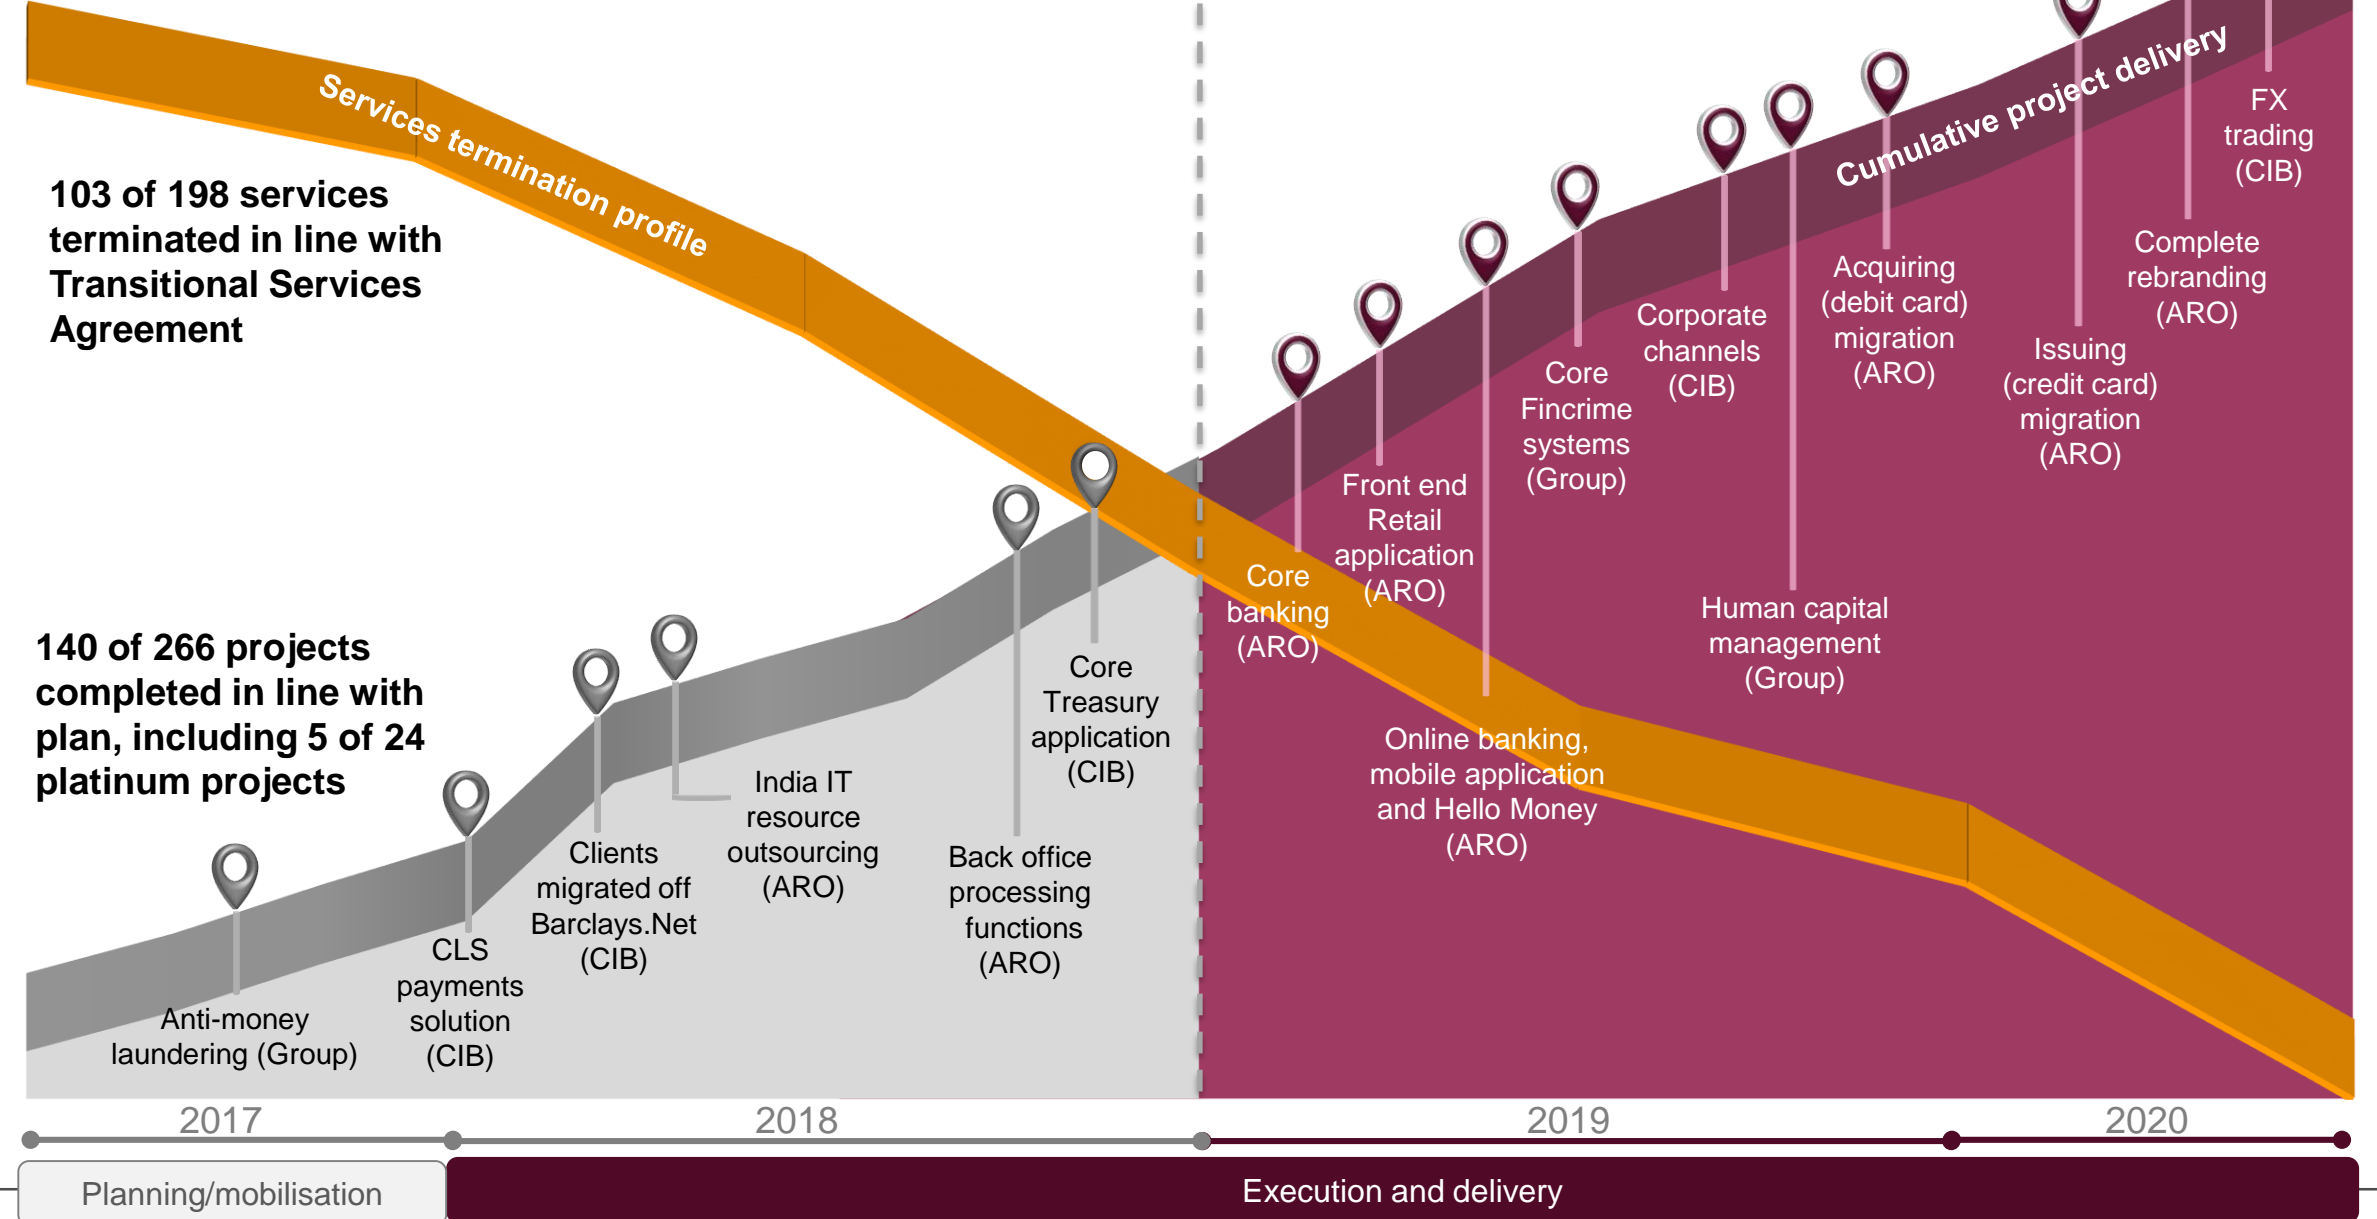 Services termination profile
103 of 198 services
terminated in line with
Transitional Services
Agreement
140 of 266 projects
completed in line with
plan, including 5 of 24
platinum projects
Anti-money
laundering (Group)
CLS
payments
solution
(CIB)
Clients
migrated off
Barclays.Net
(CIB)
India IT
resource
outsourcing
(ARO)
Back office
processing
functions
(ARO)
Core
Treasury
application
(CIB)
Cumulative project delivery
Core
banking
(ARO)
Front end
Retail
application
(ARO)
Online banking,
mobile application
and Hello Money
(ARO)
Core
Fincrime
systems
(Group)
Corporate
channels
(CIB)
Human capital
management
(Group)
Acquiring
(debit card)
migration
(ARO)
Issuing
(credit card)
migration
(ARO)
Complete
rebranding
(ARO)
FX
trading
(CIB)
2017
2018
2019
2020
Planning/mobilisation
Execution and delivery